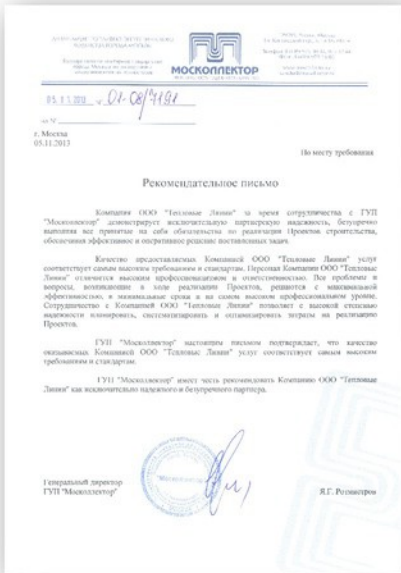 МОСКОЛЛЕКТОР
05.11.2013 № 01-08/7191
на №
г. Москва
05.11.2013
По месту требования
Рекомендательное письмо
Компания ООО "Тепловые Линии" за время сотрудничества с ГУП
"Москоллектор" демонстрирует исключительную партнерскую надежность, безупречно
выполняя все принятые на себя обязательства по реализации Проектов строительства,
обеспечивая эффективное и оперативное решение поставленных задач.
Качество предоставляемых Компанией ООО "Тепловые Линии" услуг
соответствует самым высоким требованиям и стандартам. Персонал Компании ООО "Тепловые
Линии" отличается высоким профессионализмом и ответственностью. Все проблемы и
вопросы, возникающие в ходе реализации Проектов, решаются с максимальной
эффективностью, в минимальные сроки и на самом высоком профессиональном уровне.
Сотрудничество с Компанией ООО "Тепловые Линии" позволяет с высокой степенью
надежности планировать, систематизировать и оптимизировать затраты на реализацию
Проектов.
ГУП "Москоллектор" настоящим письмом подтверждает, что качество
оказываемых Компанией ООО "Тепловые Линии" услуг соответствует самым высоким
требованиям и стандартам.
ГУП "Москоллектор" имеет честь рекомендовать Компанию ООО "Тепловые
Линии" как исключительно надежного и безупречного партнера.
Генеральный директор
ГУП "Москоллектор"
"Москоллектор"
Я.Г. Ротмистров